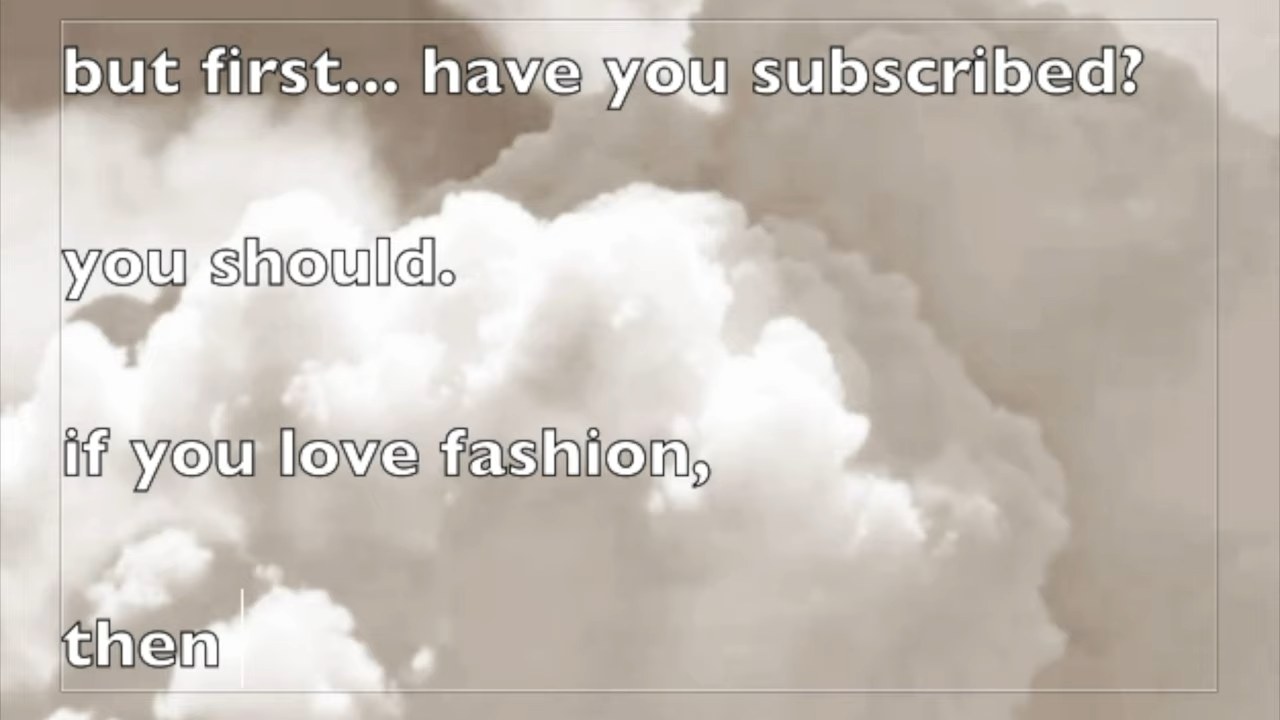 but first... have you subscribed?
you should.
if you love fashion,
then